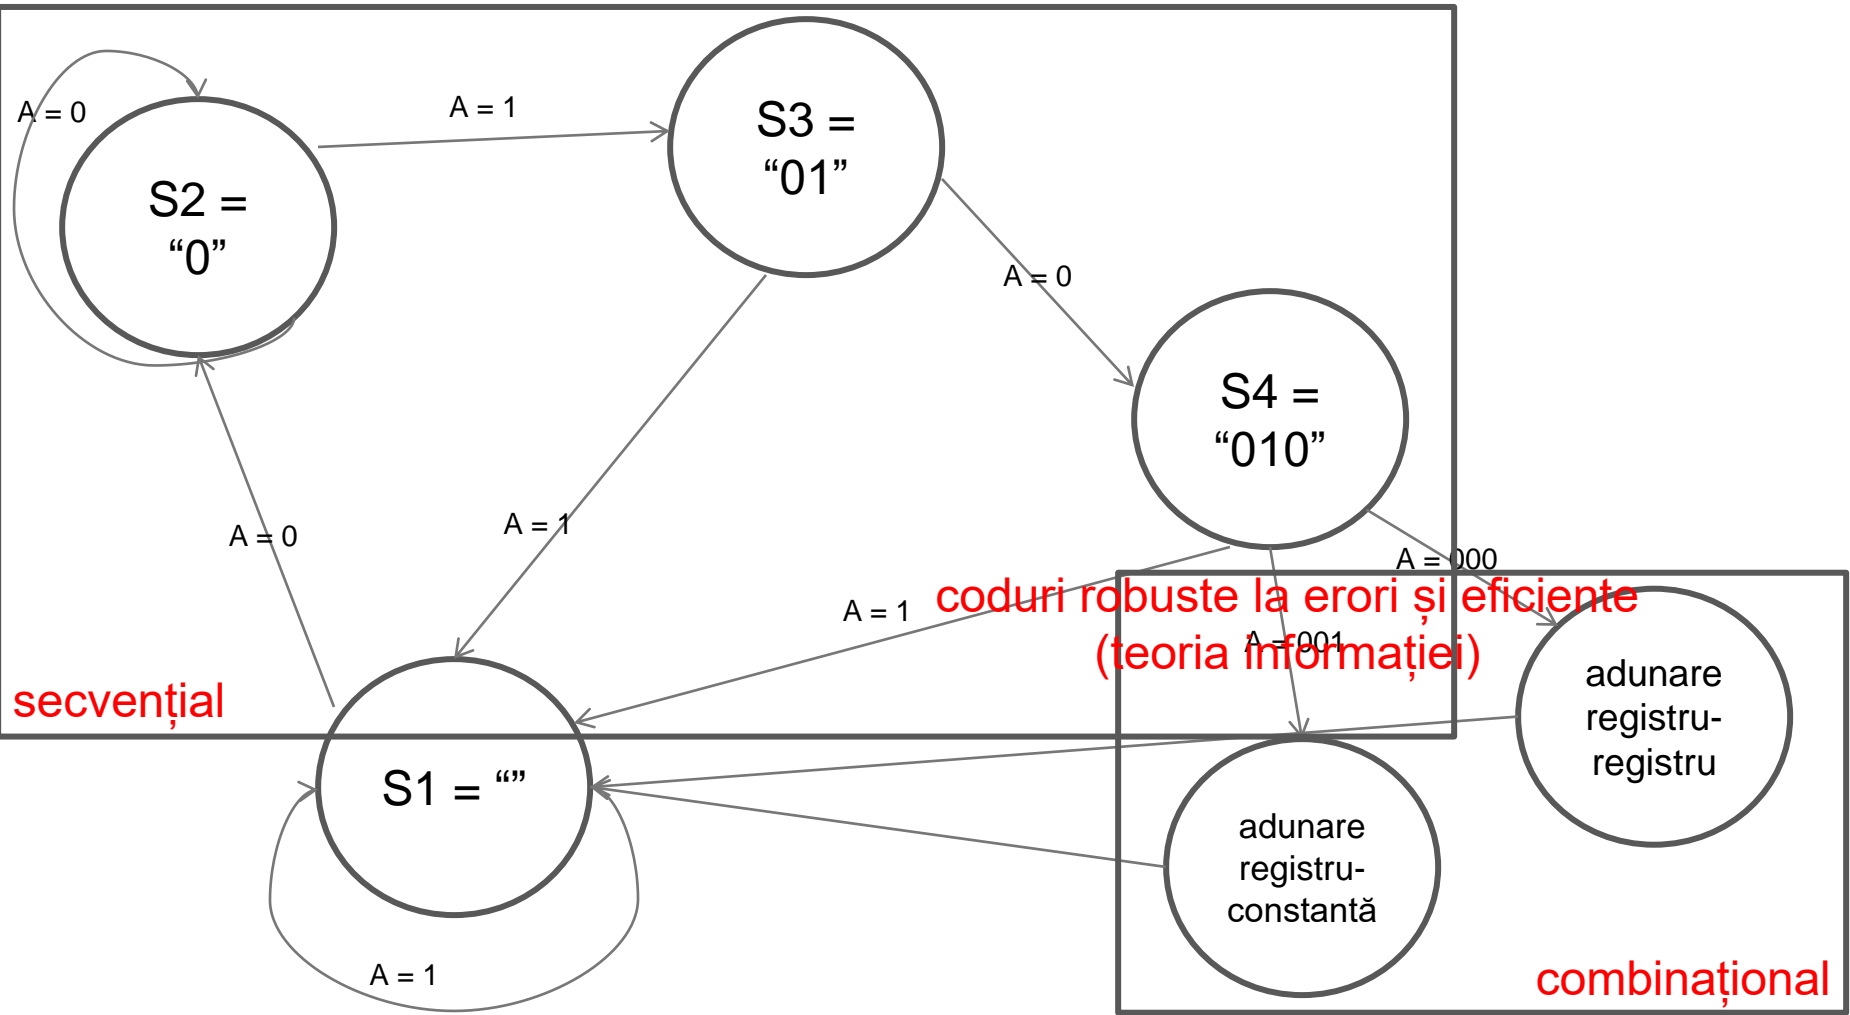 A = 0
A = 1
S3 =
“01”
S2 =
“0”
A = 0
S4 =
“010”
A = 0
A = 1
A = 000
A = 1
coduri robuste la erori și eficiente
(teoria informației)
A = 001
secvențial
adunare
registru-
registru
S1 = “”
adunare
registru-
constantă
A = 1
combinațional